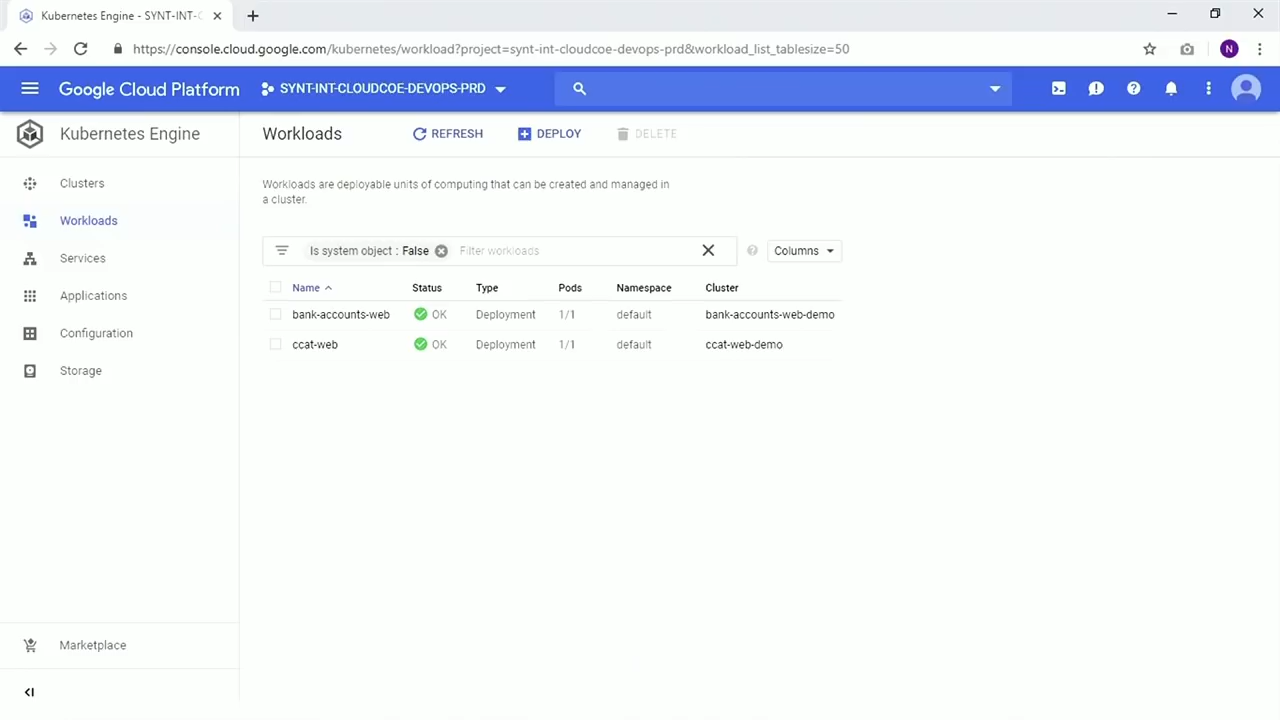 Kubernetes Engine - SYNT-INT-C
https://console.cloud.google.com/kubernetes/workload?project=synt-int-cloudcoe-devops-prd&workload_list_tablesize=50
N
Google Cloud Platform
SYNT-INT-CLOUDCOE-DEVOPS-PRD
Kubernetes Engine
Workloads
REFRESH
DEPLOY
DELETE
Clusters
Workloads
Services
Applications
Configuration
Storage
Marketplace
Workloads are deployable units of computing that can be created and managed in
a cluster.
Is system object : False
Filter workloads
Columns
Name Status Type Pods Namespace Cluster
bank-accounts-web OK Deployment 1/1 default bank-accounts-web-demo
ccat-web OK Deployment 1/1 default ccat-web-demo